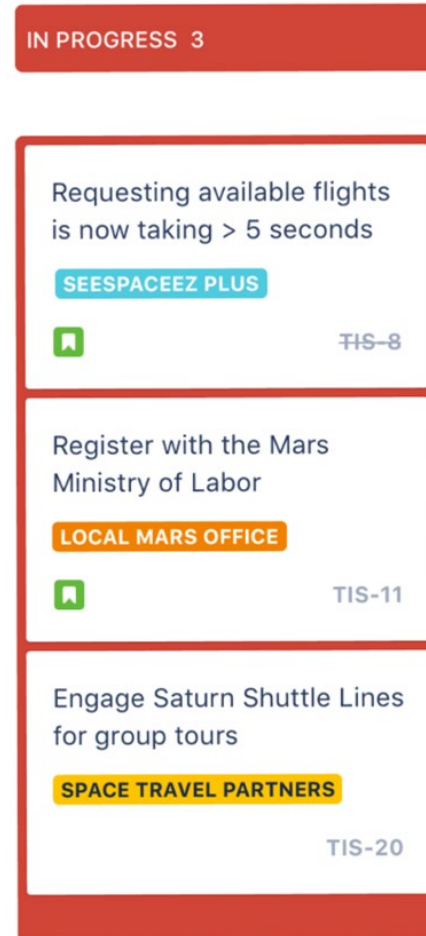 IN PROGRESS 3
Requesting available flights
is now taking > 5 seconds
SEESPACEEZ PLUS
TIS-8
Register with the Mars
Ministry of Labor
LOCAL MARS OFFICE
TIS-11
Engage Saturn Shuttle Lines
for group tours
SPACE TRAVEL PARTNERS
TIS-20